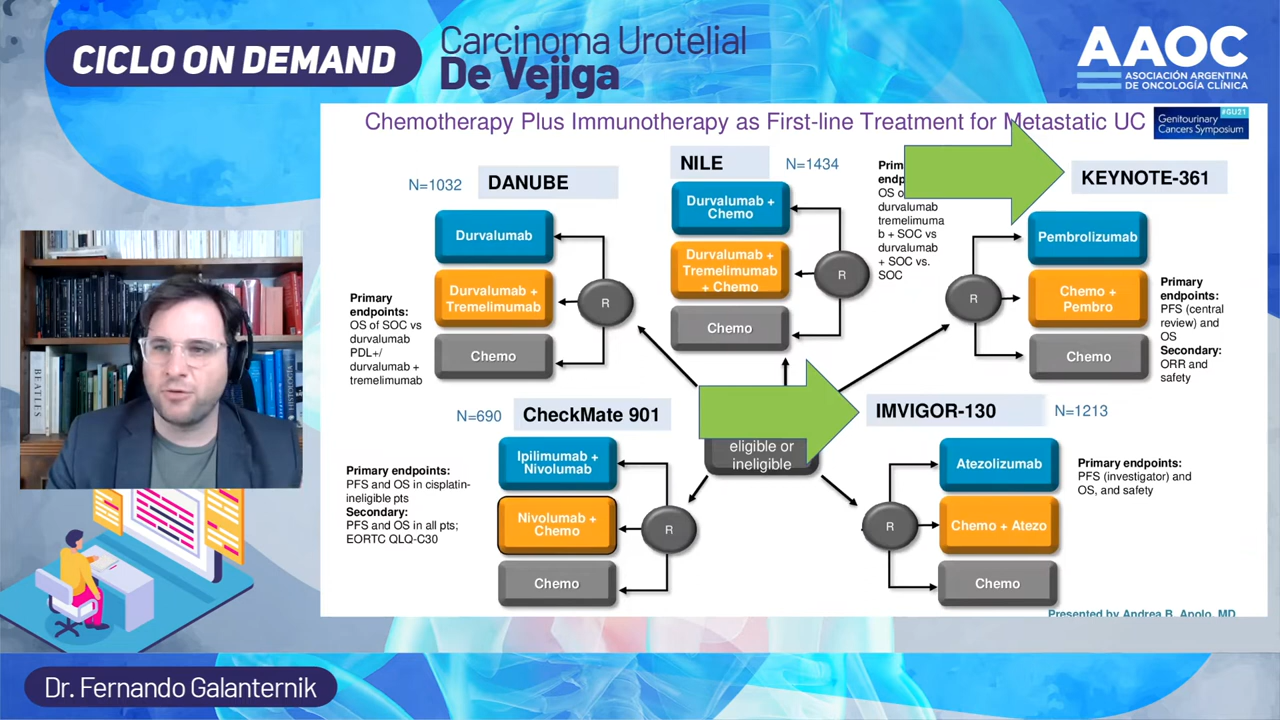 CICLO ON DEMAND
Carcinoma Urotelial
De Vejiga
AAOC
ASOCIACIÓN ARGENTINA
DE ONCOLOGÍA CLÍNICA
Chemotherapy Plus Immunotherapy as First-line Treatment for Metastatic UC
#GU21
Genitourinary
Cancers Symposium
N=1032
DANUBE
Durvalumab
Durvalumab +
Tremelimumab
Chemo
R
Primary
endpoints:
OS of SOC vs
durvalumab
PDL+/
durvalumab +
tremelimumab
NILE
N=1434
Durvalumab +
Chemo
Durvalumab +
Tremelimumab
+ Chemo
Chemo
R
OS
durvalumab
tremelimuma
b + SOC vs
durvalumab
+ SOC vs.
SOC
KEYNOTE-361
Pembrolizumab
Chemo +
Pembro
Chemo
R
Primary
endpoints:
PFS (central
review) and
OS
Secondary:
ORR and
safety
N=690
CheckMate 901
Ipilimumab +
Nivolumab
Nivolumab +
Chemo
Chemo
R
Primary endpoints:
PFS and OS in cisplatin-
ineligible pts
Secondary:
PFS and OS in all pts;
EORTC QLQ-C30
eligible or
ineligible
IMVIGOR-130
N=1213
Atezolizumab
Chemo + Atezo
Chemo
R
Primary endpoints:
PFS (investigator) and
OS, and safety
Presented by Andrea B. Apolo, MD
BEATLES
HISTOLOGIA
Dr. Fernando Galanternik